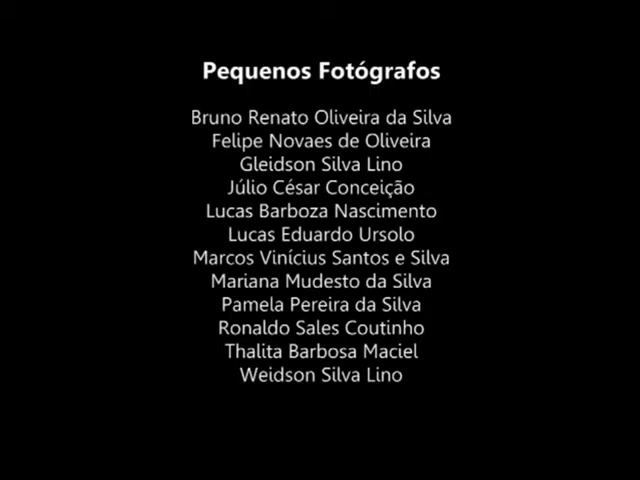 Pequenos Fotógrafos
Bruno Renato Oliveira da Silva
Felipe Novaes de Oliveira
Gleidson Silva Lino
Júlio César Conceição
Lucas Barboza Nascimento
Lucas Eduardo Ursolo
Marcos Vinícius Santos e Silva
Mariana Mudesto da Silva
Pamela Pereira da Silva
Ronaldo Sales Coutinho
Thalita Barbosa Maciel
Weidson Silva Lino